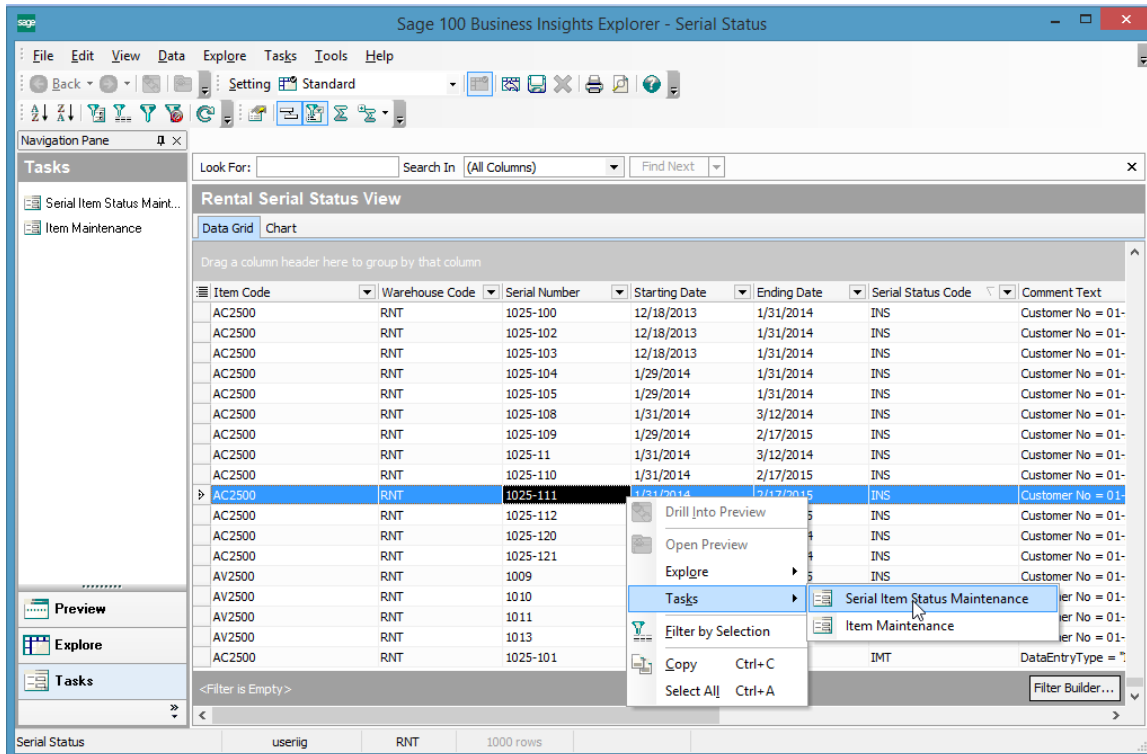 sage
Sage 100 Business Insights Explorer - Serial Status
File Edit View Data Explore Tasks Tools Help
Back Setting Standard
Navigation Pane
Tasks
Serial Item Status Maint...
Item Maintenance
Look For: Search In (All Columns) Find Next
Rental Serial Status View
Data Grid Chart
Drag a column header here to group by that column
Item Code Warehouse Code Serial Number Starting Date Ending Date Serial Status Code Comment Text
AC2500 RNT 1025-100 12/18/2013 1/31/2014 INS Customer No = 01-
AC2500 RNT 1025-102 12/18/2013 1/31/2014 INS Customer No = 01-
AC2500 RNT 1025-103 12/18/2013 1/31/2014 INS Customer No = 01-
AC2500 RNT 1025-104 1/29/2014 1/31/2014 INS Customer No = 01-
AC2500 RNT 1025-105 1/29/2014 1/31/2014 INS Customer No = 01-
AC2500 RNT 1025-108 1/31/2014 3/12/2014 INS Customer No = 01-
AC2500 RNT 1025-109 1/29/2014 2/17/2015 INS Customer No = 01-
AC2500 RNT 1025-11 1/31/2014 3/12/2014 INS Customer No = 01-
AC2500 RNT 1025-110 1/31/2014 2/17/2015 INS Customer No = 01-
AC2500 RNT 1025-111 1/31/2014 2/17/2015 INS Customer No = 01-
AC2500 RNT 1025-112 5 INS Customer No = 01-
AC2500 RNT 1025-120 4 INS Customer No = 01-
AC2500 RNT 1025-121 4 INS Customer No = 01-
AV2500 RNT 1009 5 INS Customer No = 01-
AV2500 RNT 1010 er No = 01-
AV2500 RNT 1011 er No = 01-
AV2500 RNT 1013 er No = 01-
AC2500 RNT 1025-101 IMT DataEntryType = "
Drill Into Preview
Open Preview
Explore
Tasks
Filter by Selection
Copy Ctrl+C
Select All Ctrl+A
Serial Item Status Maintenance
Item Maintenance
Preview
Explore
Tasks
<Filter is Empty> Filter Builder...
Serial Status useriig RNT 1000 rows